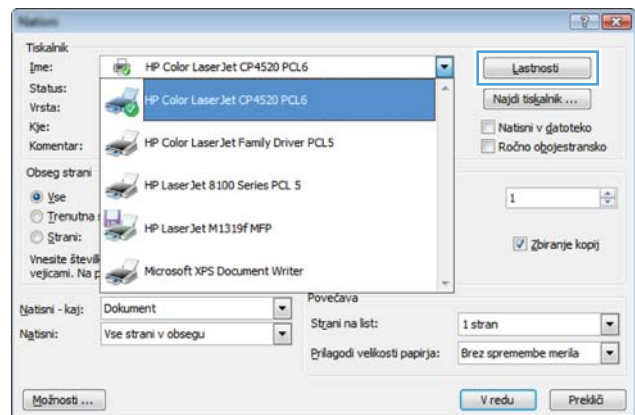 Natisni
Tiskalnik
Ime:
HP Color LaserJet CP4520 PCL6
Lastnosti
Status:
HP Color LaserJet CP4520 PCL6
Najdi tiskalnik ...
Vrsta:
Kje:
HP Color LaserJet Family Driver PCL5
Natisni v datoteko
Komentar:
Ročno obojestransko
Obseg strani
HP LaserJet 8100 Series PCL 5
Vse
1
Trenutna
HP LaserJet M1319f MFP
Strani:
Zbiranje kopij
Vnesite števil
vejicami. Na p
Microsoft XPS Document Writer
Natisni - kaj:
Dokument
Povečava
Natisni:
Vse strani v obsegu
Strani na list:
1 stran
Prilagodi velikosti papirja:
Brez spremembe merila
Možnosti ...
V redu
Prekliči